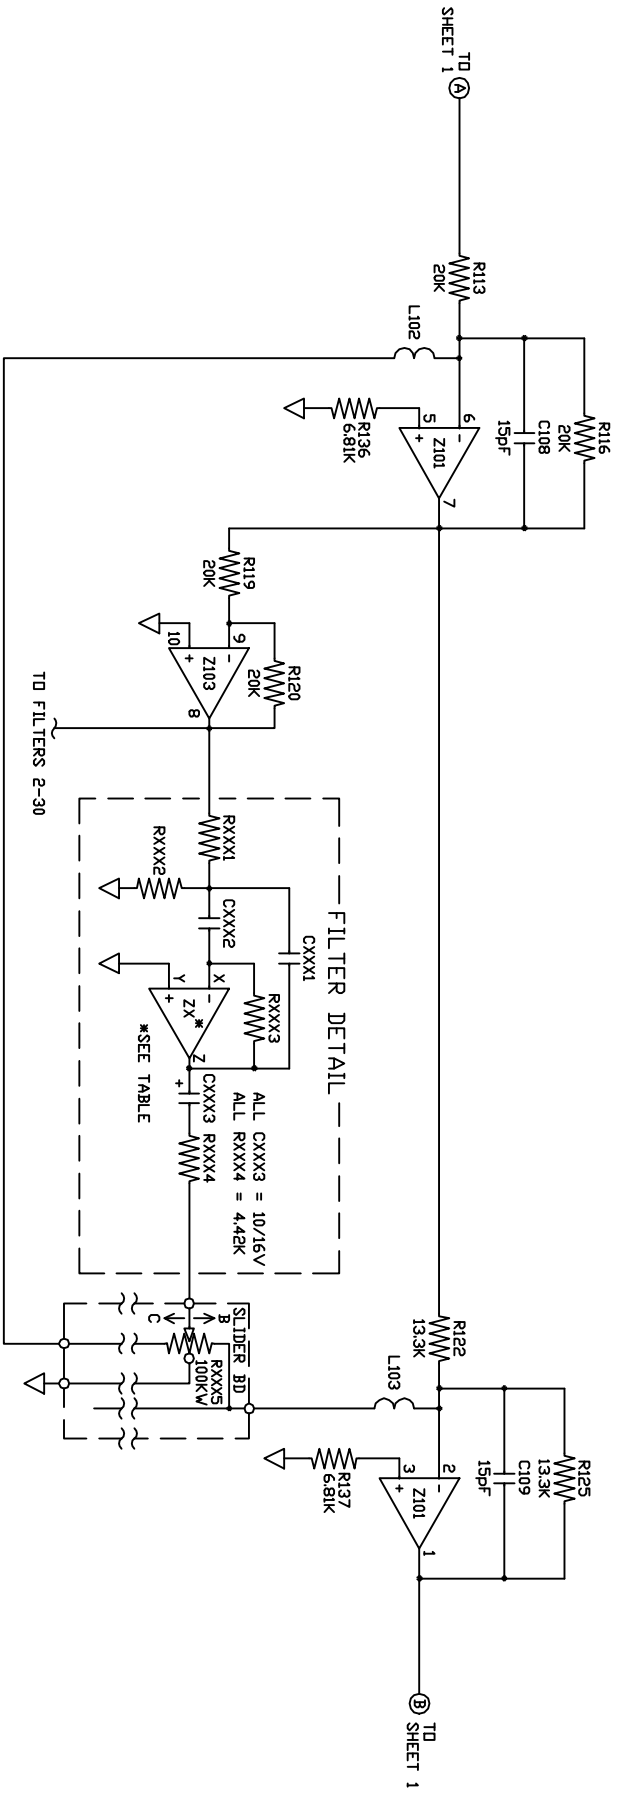 TO
SHEET 1
A
R113
20K
L102
R116
20K
C108
15pF
6
5
-
+
Z101
7
R136
6.81K
R119
20K
R120
20K
9
10
-
+
Z103
8
TO FILTERS 2-30
FILTER DETAIL
RXXX1
RXXX2
CXXX1
CXXX2
RXXX3
X
Y
-
+
ZX*
Z
*SEE TABLE
CXXX3
+
RXXX4
ALL CXXX3 = 10/16V
ALL RXXX4 = 4.42K
SLIDER BD
B
C
RXXX5
100KW
R122
13.3K
L103
R125
13.3K
C109
15pF
2
3
-
+
Z101
1
R137
6.81K
B
TO
SHEET 1